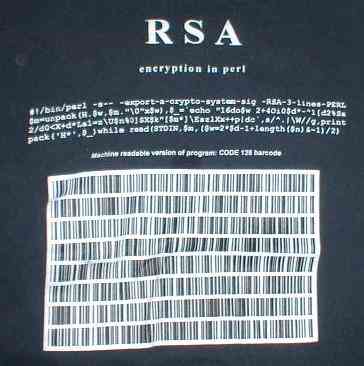 RSA
encryption in perl
#!/bin/perl -s-- -export-a-crypto-system-sig -RSA-3-lines-PERL
$m=unpack(H.$w,$m."\0"x$w),$_=`echo "16do$w 2+4Oi0$d*-^1[d2%Sa
2/d0<X+d*La1=z\U$n%0]SX$k"[$m*]\EszlXx++p|dc`,s/^.|\W//g,print
pack('H*',$_)while read(STDIN,$m,($w=2*$d-1+length($n)&~1)/2)
Machine readable version of program: CODE 128 barcode